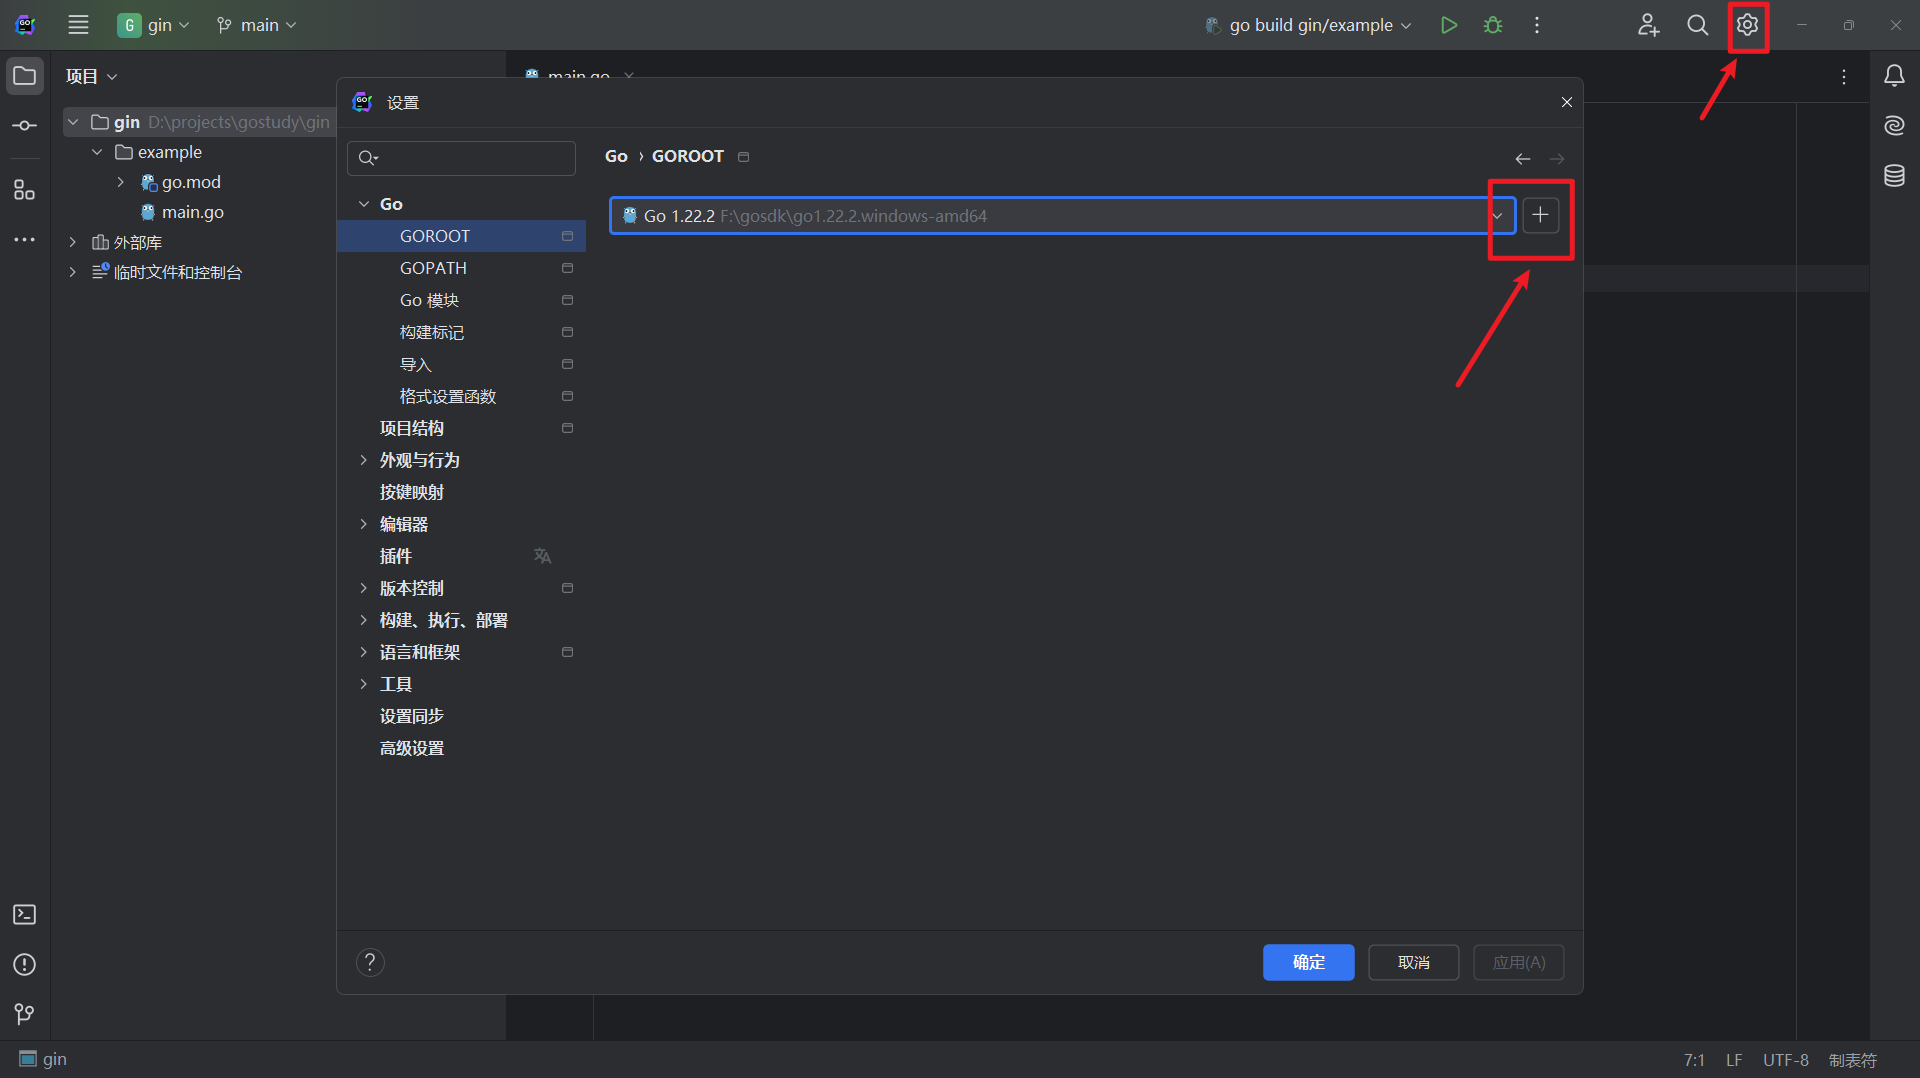 G gin main go build gin/example
项目
main.go
设置
gin D:\projects\gostudy\gin
example
go.mod
main.go
外部库
临时文件和控制台
Go › GOROOT
Go 1.22.2 F:\gosdk\go1.22.2.windows-amd64
Go
GOROOT
GOPATH
Go 模块
构建标记
导入
格式设置函数
项目结构
外观与行为
按键映射
编辑器
插件
版本控制
构建、执行、部署
语言和框架
工具
设置同步
高级设置
? 确定 取消 应用(A)
gin 7:1 LF UTF-8 制表符